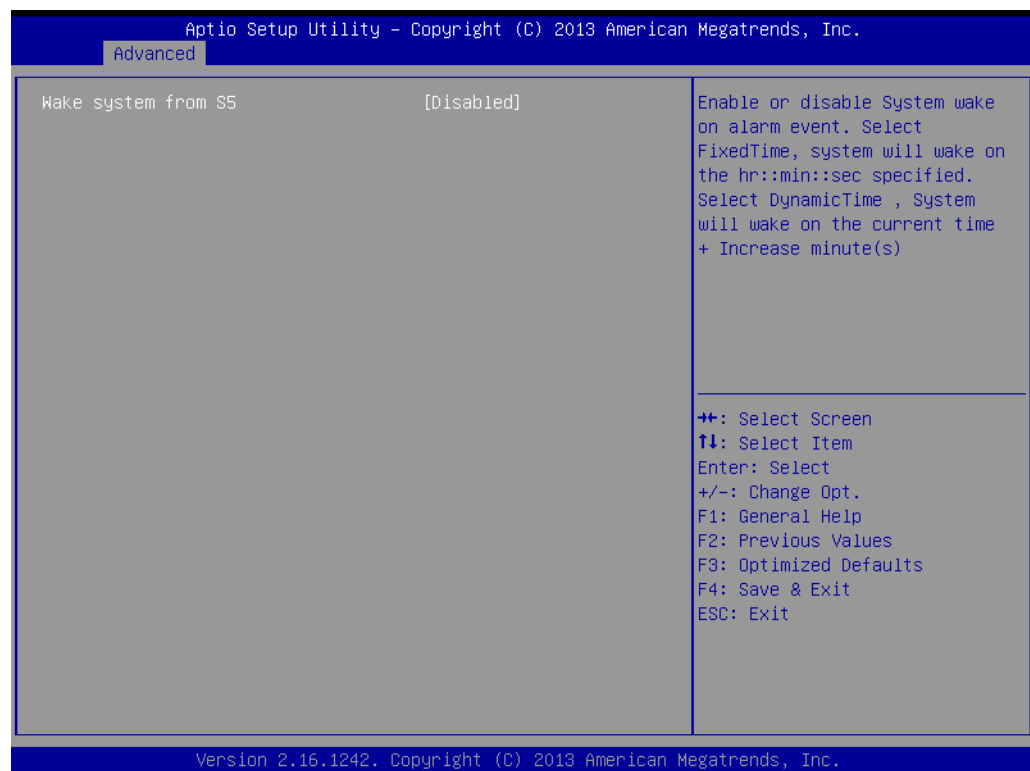 Aptio Setup Utility – Copyright (C) 2013 American Megatrends, Inc.
Advanced
Wake system from S5 [Disabled]
Enable or disable System wake
on alarm event. Select
FixedTime, system will wake on
the hr::min::sec specified.
Select DynamicTime , System
will wake on the current time
+ Increase minute(s)
→←: Select Screen
↑↓: Select Item
Enter: Select
+/-: Change Opt.
F1: General Help
F2: Previous Values
F3: Optimized Defaults
F4: Save & Exit
ESC: Exit
Version 2.16.1242. Copyright (C) 2013 American Megatrends, Inc.